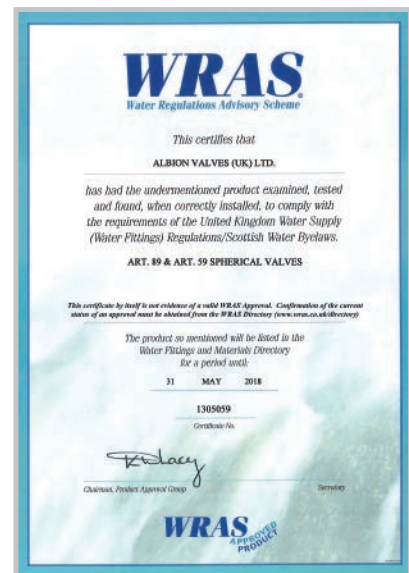 WRAS
Water Regulations Advisory Scheme
This certifies that
ALBION VALVES (UK) LTD.
has had the undermentioned product examined, tested
and found, when correctly installed, to comply with
the requirements of the United Kingdom Water Supply
(Water Fittings) Regulations/Scottish Water Byelaws.
ART. 89 & ART. 59 SPHERICAL VALVES
This certificate by itself is not evidence of a valid WRAS Approval. Confirmation of the current
status of an approval must be obtained from the WRAS Directory (www.wras.co.uk/directory)
The product so mentioned will be listed in the
Water Fittings and Materials Directory
for a period until:
31 MAY 2018
1305059
Certificate No.
Chairman, Product Approval Group Secretary
WRAS APPROVED
PRODUCT